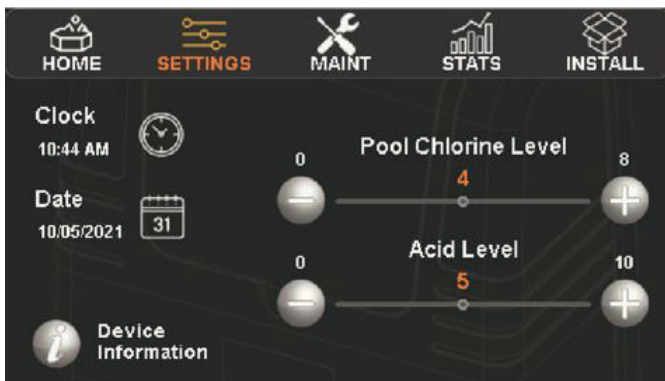 HOME SETTINGS MAINT STATS INSTALL
Clock
10:44 AM
Date
10/05/2021
31
Pool Chlorine Level
0 4 8
Acid Level
0 5 10
Device
Information